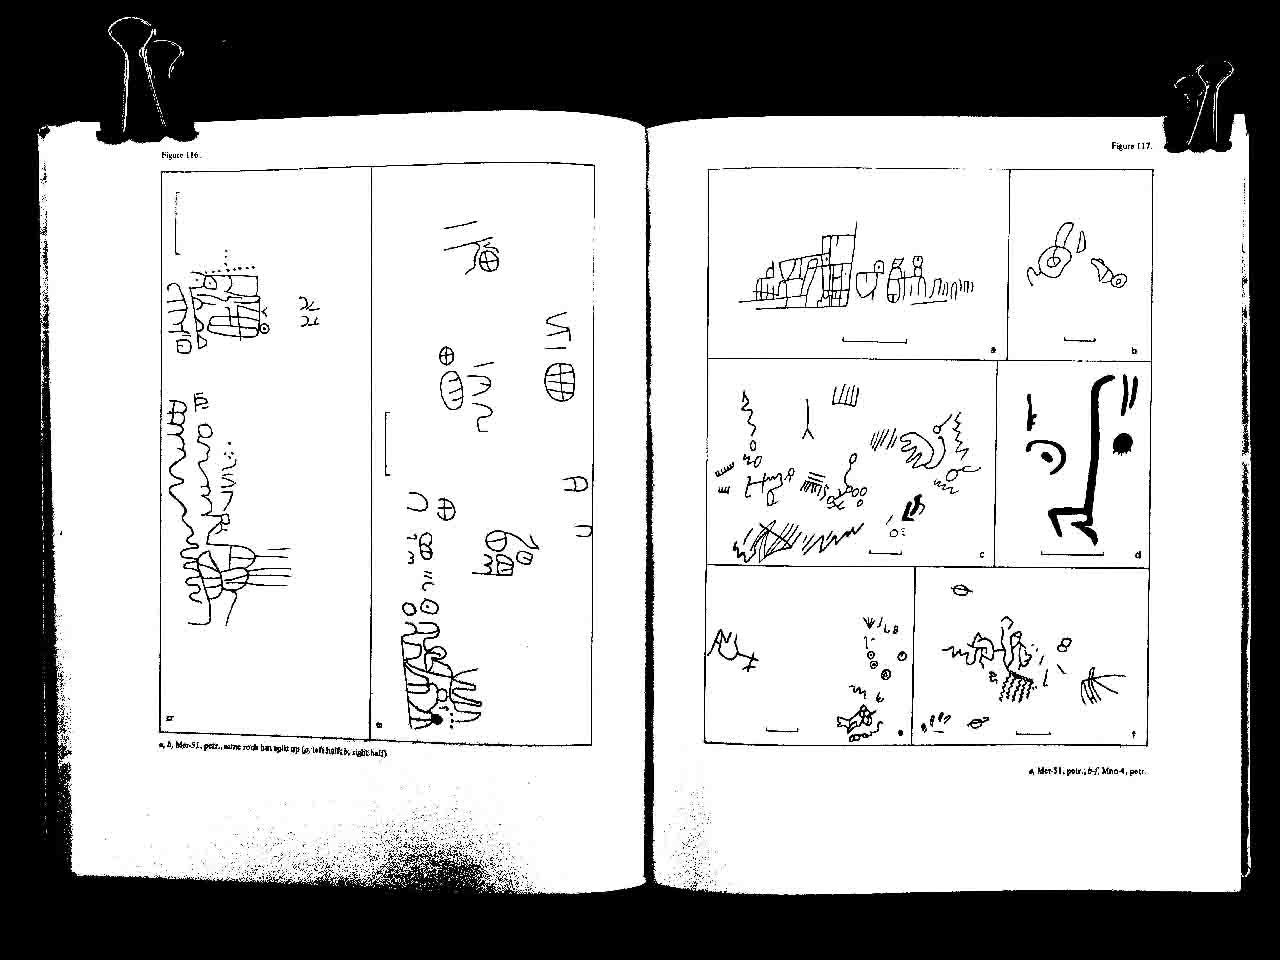 Figure 116.
a, b, Mer-51, petr., same rock has split up (a, left half; b, right half)
Figure 117.
a
b
c
d
e
f
a, Mer-51, petr.; b-f, Mno-4, petr.